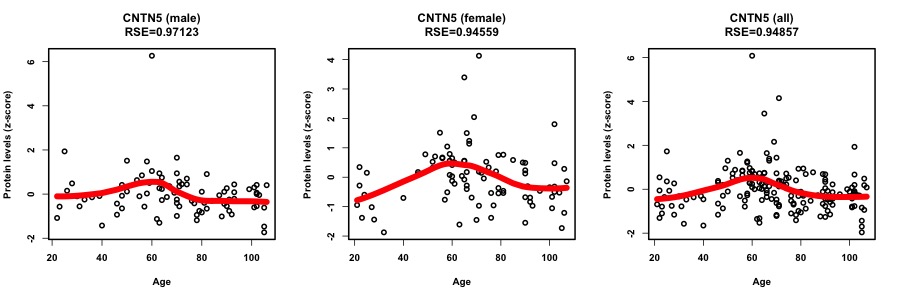 CNTN5 (male)
RSE=0.97123
Protein levels (z-score)
6
4
2
0
-2
20 40 60 80 100
Age
CNTN5 (female)
RSE=0.94559
Protein levels (z-score)
4
3
2
1
0
-1
-2
20 40 60 80 100
Age
CNTN5 (all)
RSE=0.94857
Protein levels (z-score)
6
4
2
0
-2
20 40 60 80 100
Age